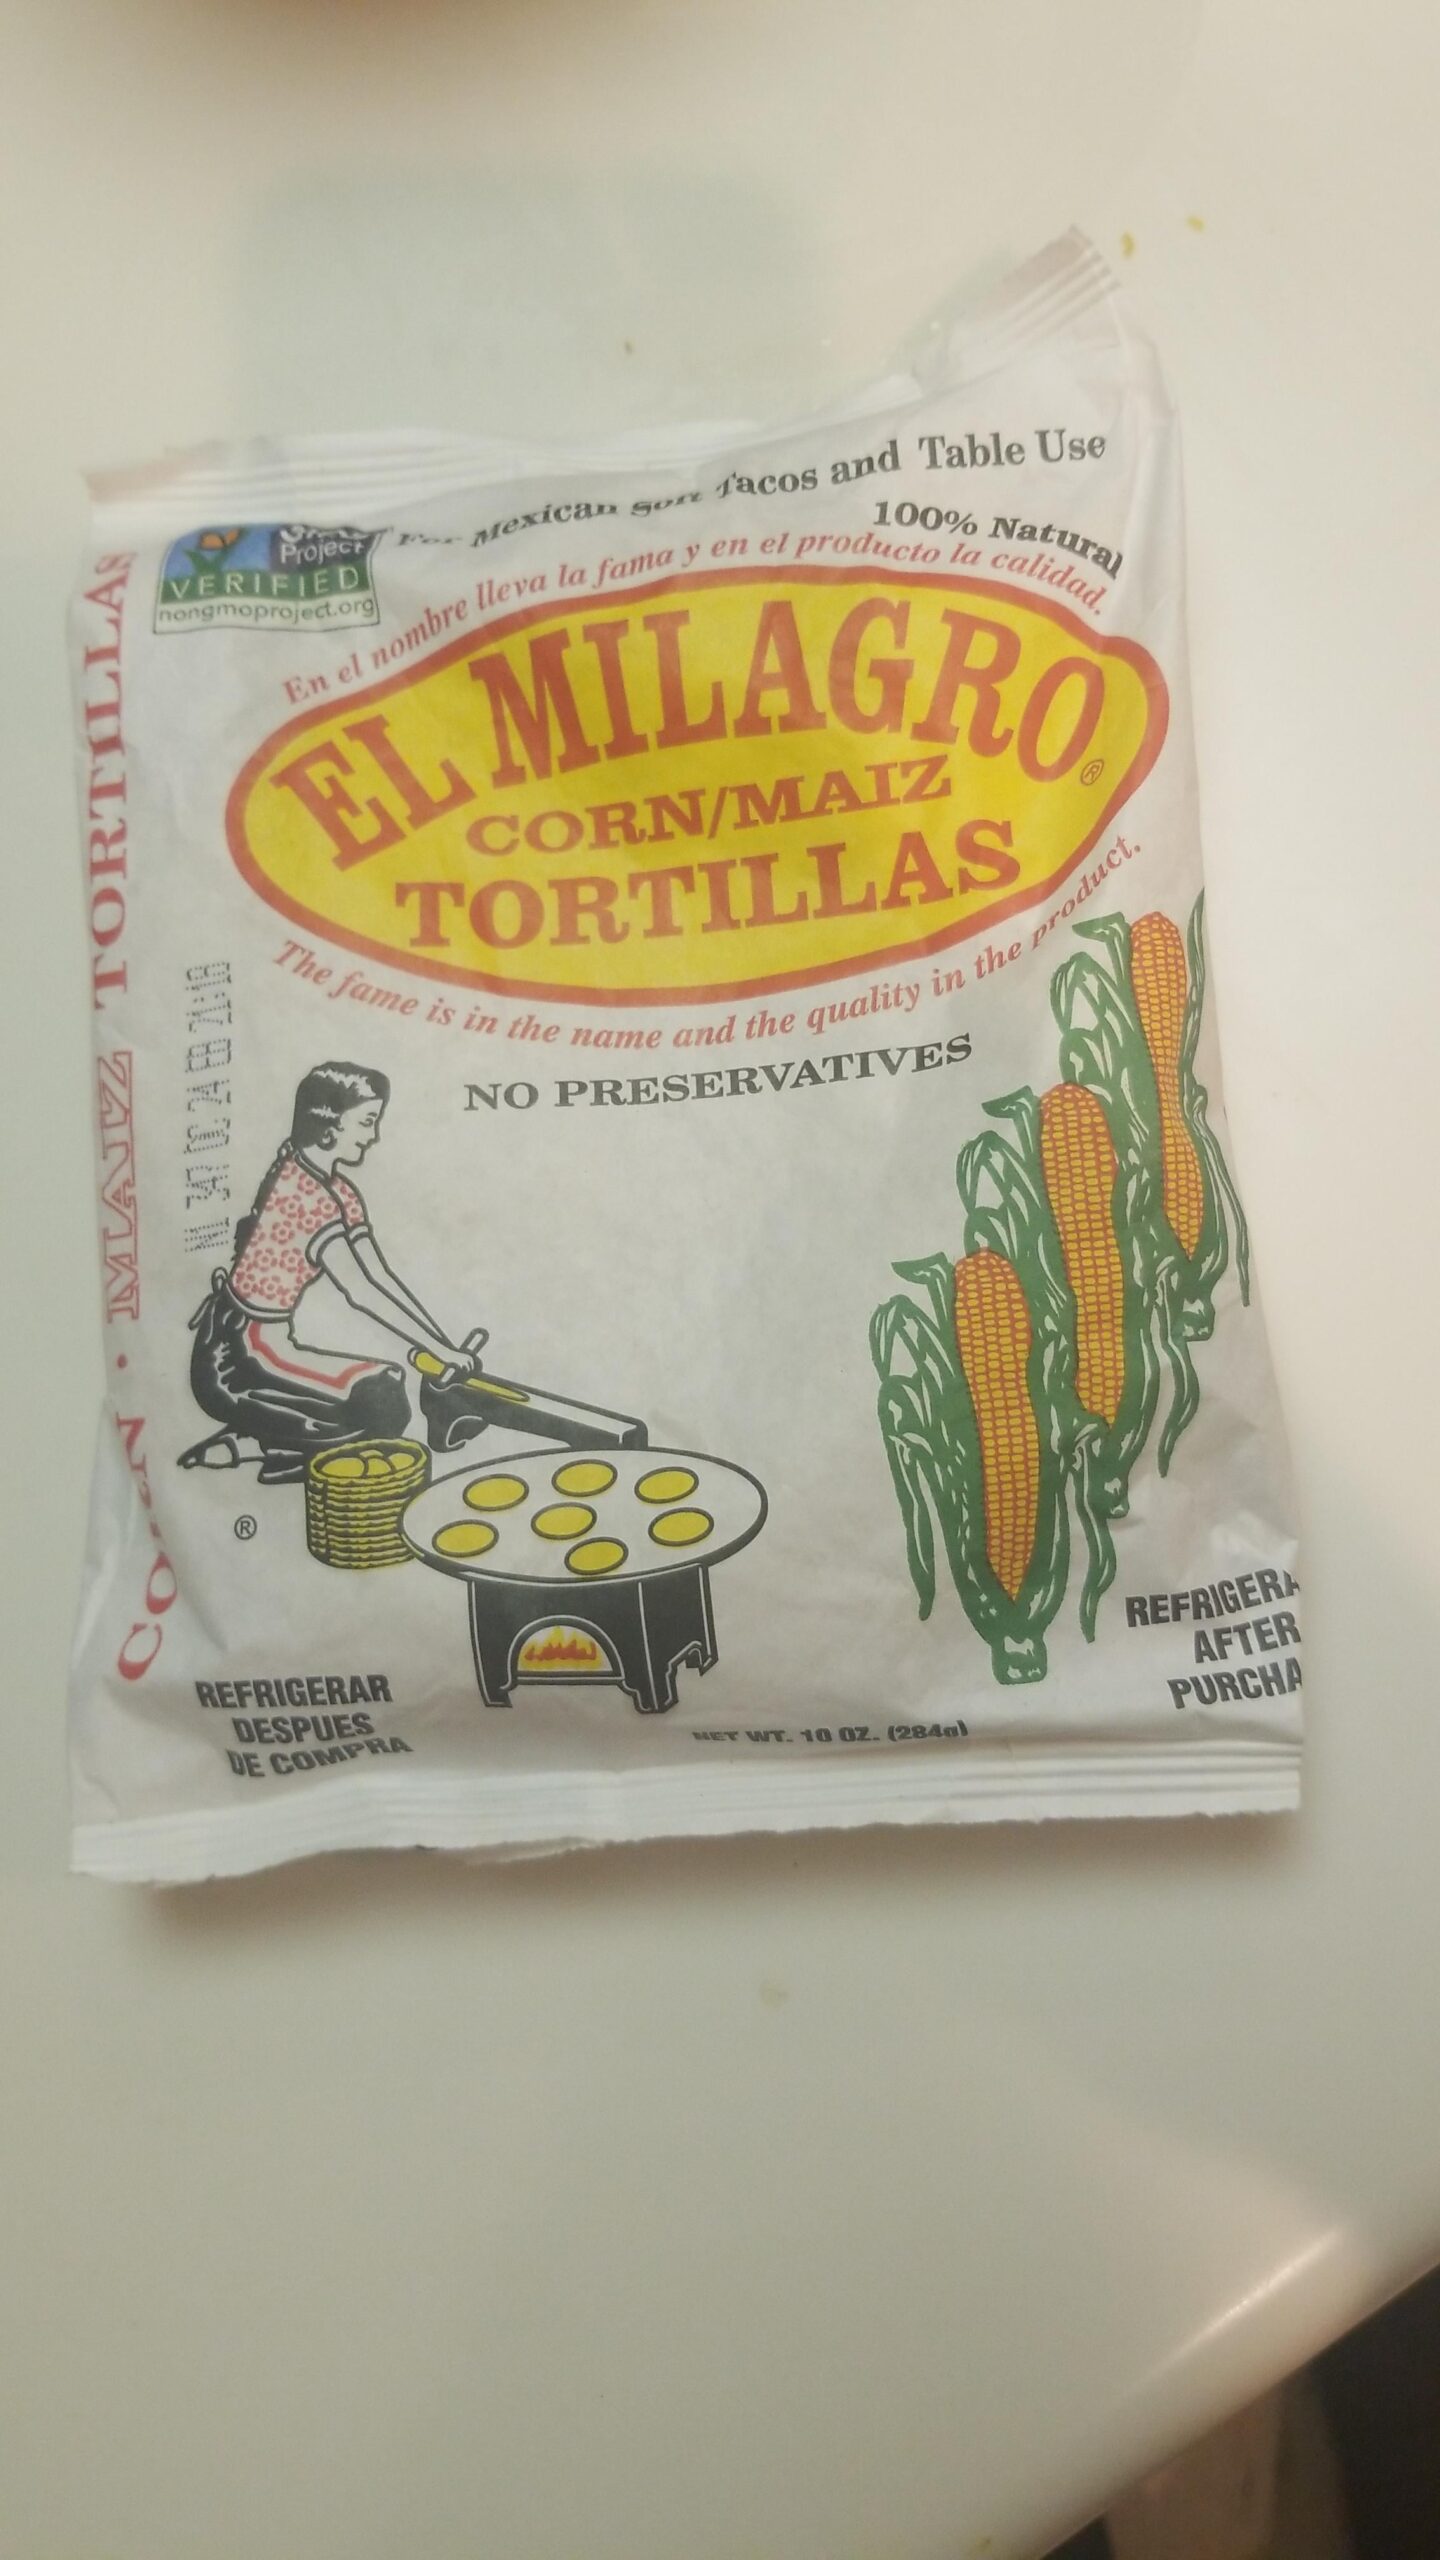 For Mexican Soft Tacos and Table Use
100% Natural
Project
VERIFIED
nongmoproject.org
En el nombre lleva la fama y en el producto la calidad.
EL MILAGRO®
CORN/MAIZ
TORTILLAS
The fame is in the name and the quality in the product.
NO PRESERVATIVES
CORN • MAIZ TORTILLAS
®
REFRIGERAR
DESPUES
DE COMPRA
NET WT. 10 OZ. (284g)
REFRIGERA
AFTER
PURCHA